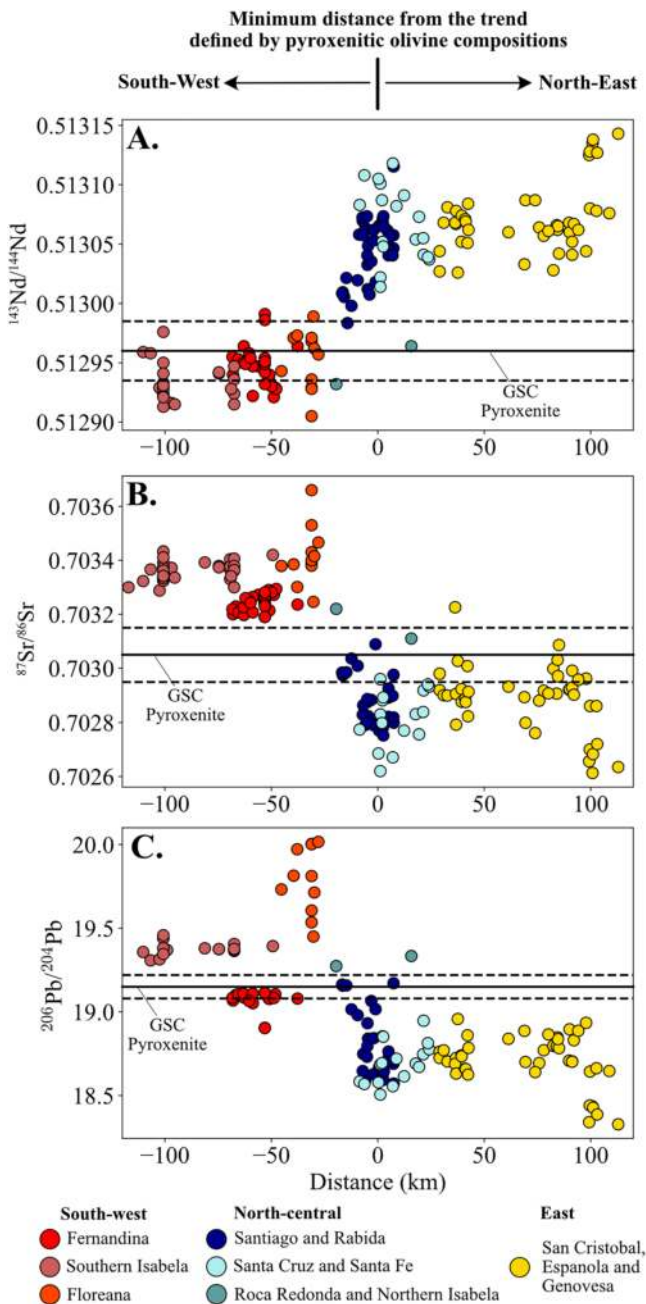 Minimum distance from the trend
defined by pyroxenitic olivine compositions
South-West
North-East
A.
0.51315
0.51310
0.51305
0.51300
0.51295
0.51290
¹⁴³Nd/¹⁴⁴Nd
GSC
Pyroxenite
−100
−50
0
50
100
B.
0.7036
0.7034
0.7032
0.7030
0.7028
0.7026
⁸⁷Sr/⁸⁶Sr
GSC
Pyroxenite
−100
−50
0
50
100
C.
20.0
19.5
19.0
18.5
²⁰⁶Pb/²⁰⁴Pb
GSC
Pyroxenite
−100
−50
0
50
100
Distance (km)
South-west
Fernandina
Southern Isabela
Floreana
North-central
Santiago and Rabida
Santa Cruz and Santa Fe
Roca Redonda and Northern Isabela
East
San Cristobal,
Espanola and
Genovesa